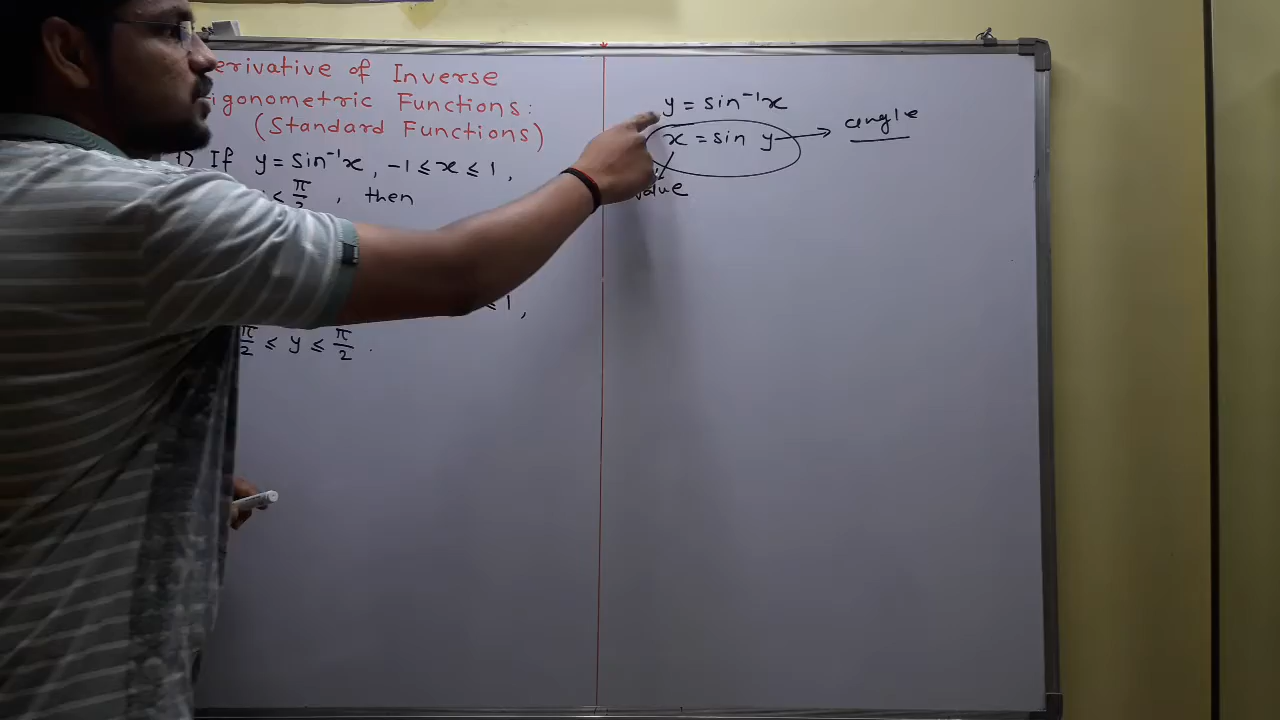 erivative of Inverse
igonometric Functions:
(Standard Functions)
1) If y = sin⁻¹x, -1 ≤ x ≤ 1,
≤ π/2, then
≤ 1,
π/2 ≤ y ≤ π/2.
y = sin⁻¹x
x = sin y → angle
value